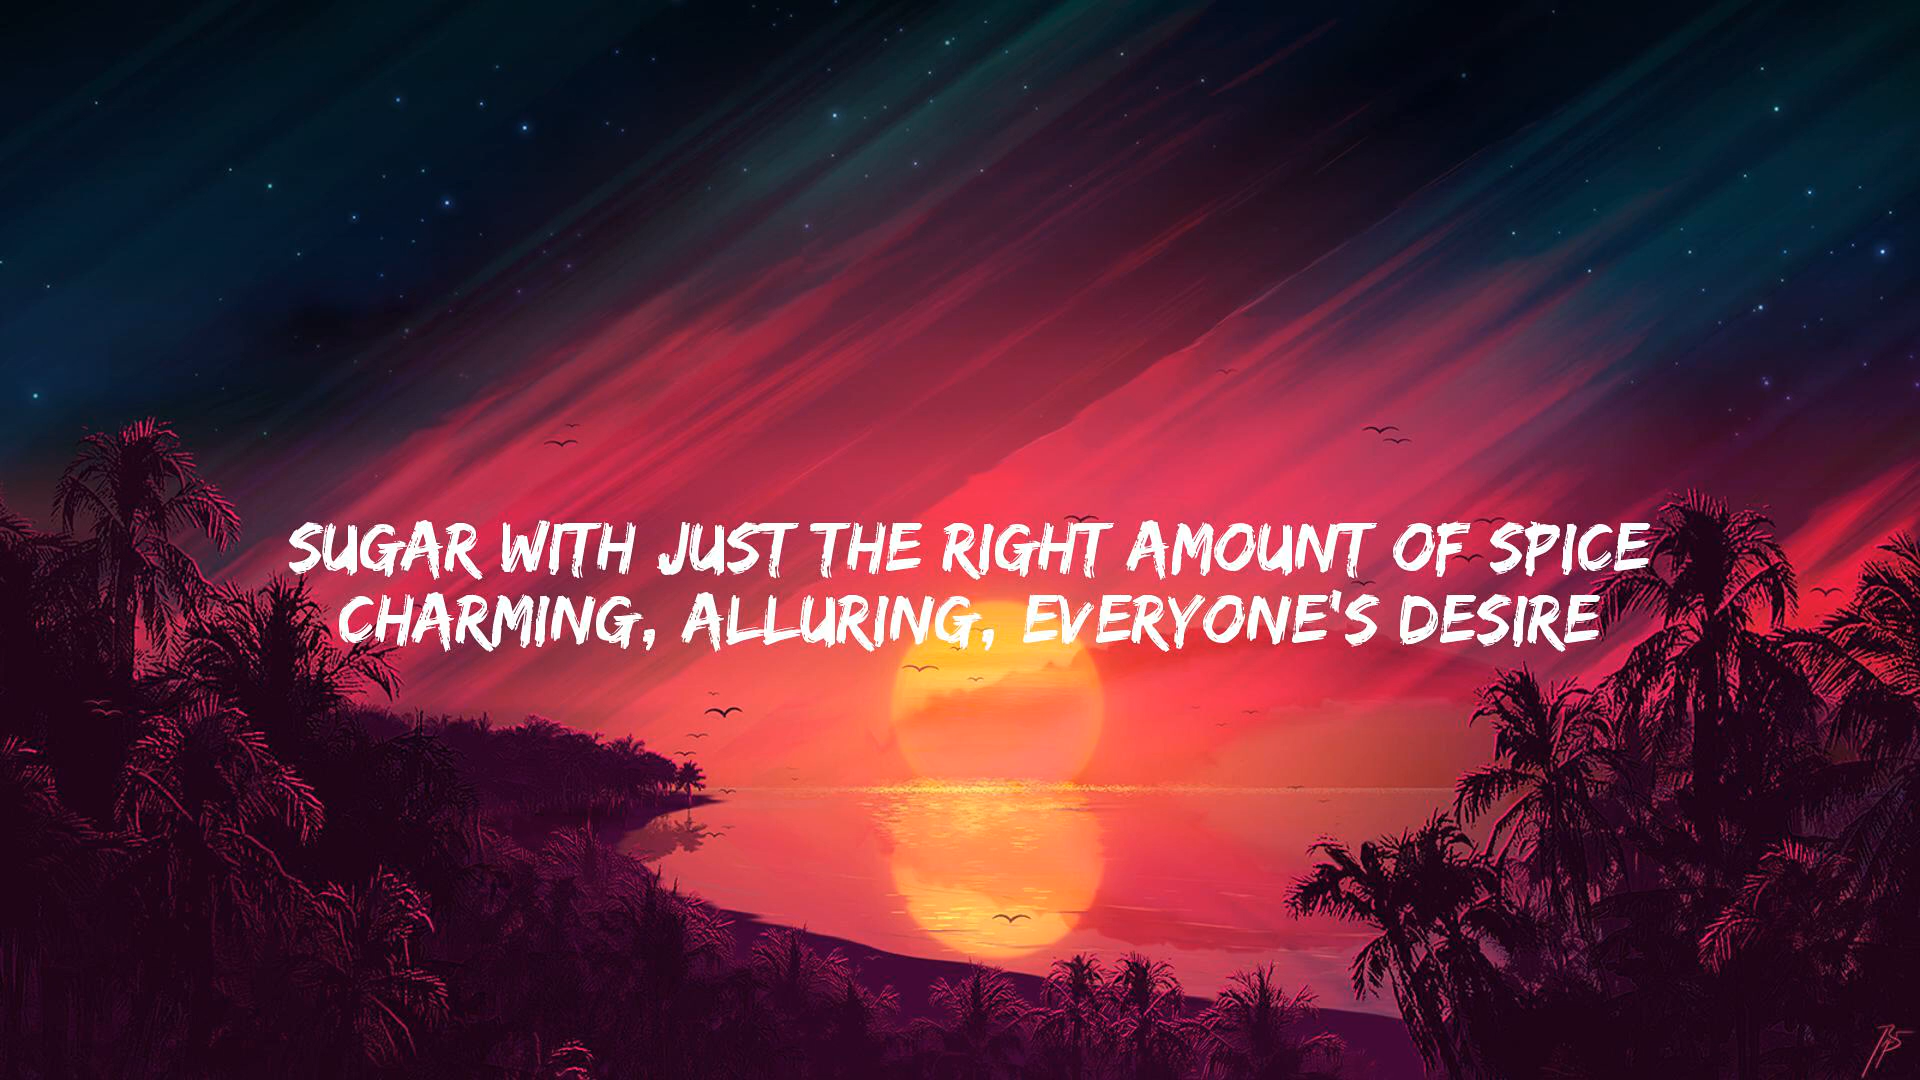 SUGAR WITH JUST THE RIGHT AMOUNT OF SPICE
CHARMING, ALLURING, EVERYONE'S DESIRE